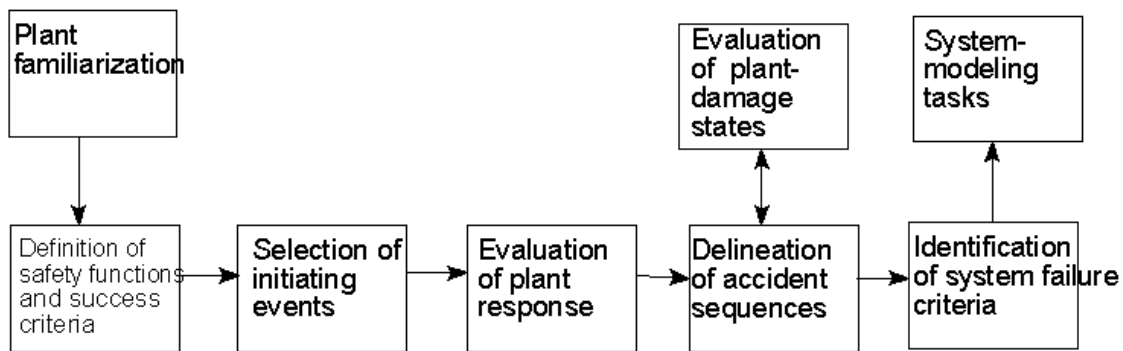 Plant
familiarization
Evaluation
of plant-
damage
states
System-
modeling
tasks
Definition of
safety functions
and success
criteria
Selection of
initiating
events
Evaluation
of plant
response
Delineation
of accident
sequences
Identification
of system failure
criteria